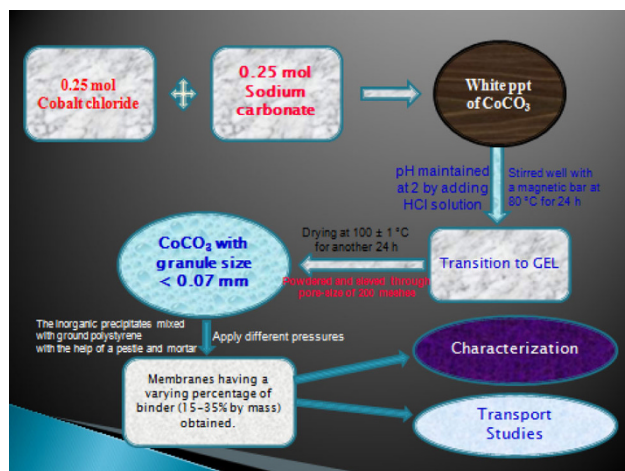 0.25 mol
Cobalt chloride
0.25 mol
Sodium
carbonate
White ppt
of CoCO₃
pH maintained
at 2 by adding
HCl solution
Stirred well with
a magnetic bar at
80 °C for 24 h
Transition to GEL
Drying at 100 ± 1 °C
for another 24 h
Powdered and sieved through
pore size of 200 meshes
CoCO₃ with
granule size
< 0.07 mm
The inorganic precipitates mixed
with ground polystyrene
with the help of a pestle and mortar
Apply different pressures
Membranes having a
varying percentage of
binder (15-35% by mass)
obtained.
Characterization
Transport
Studies